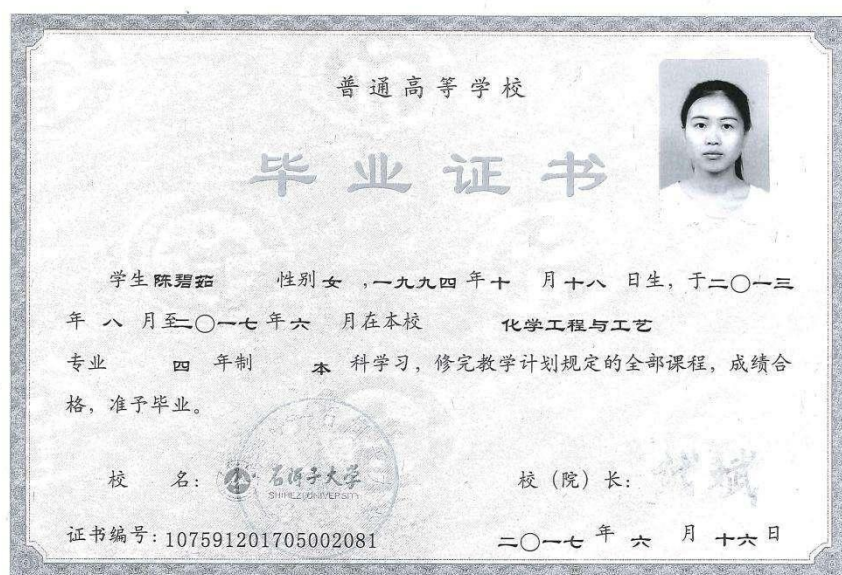 普通高等学校
毕业证书
学生陈碧茹 性别女 ,一九九四年十 月十八 日生，于二〇一三
年 八 月至二〇一七年六 月在本校 化学工程与工艺
专业 四 年制 本 科学习，修完教学计划规定的全部课程，成绩合
格，准予毕业。
校 名： 石河子大学 校（院）长：
SHIHEZI UNIVERSITY
证书编号：107591201705002081 二〇一七 年 六 月 十六日